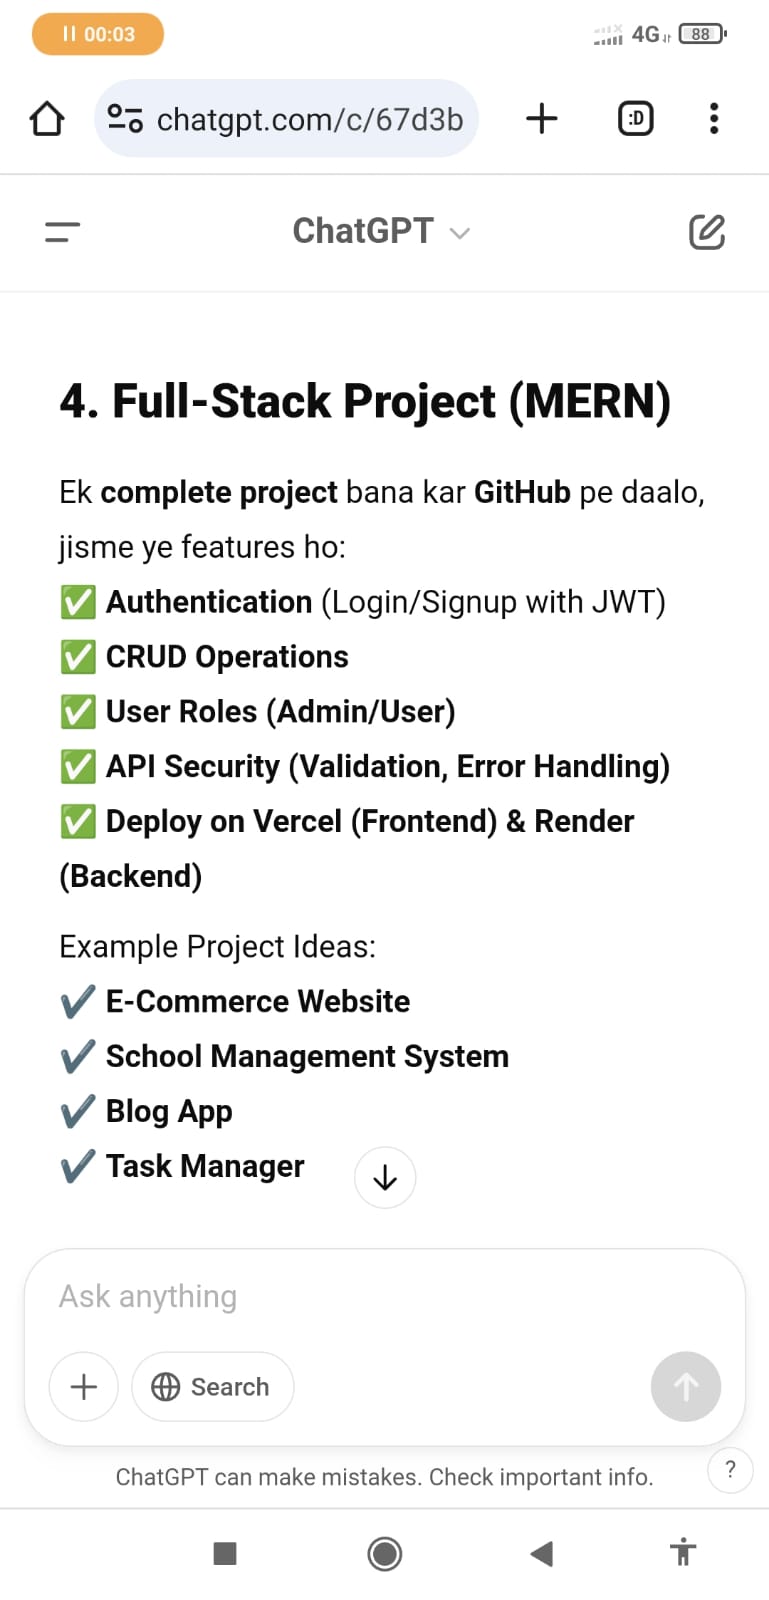 00:03
4G 88
chatgpt.com/c/67d3b
:D
ChatGPT
4. Full-Stack Project (MERN)
Ek complete project bana kar GitHub pe daalo,
jisme ye features ho:
✅ Authentication (Login/Signup with JWT)
✅ CRUD Operations
✅ User Roles (Admin/User)
✅ API Security (Validation, Error Handling)
✅ Deploy on Vercel (Frontend) & Render
(Backend)
Example Project Ideas:
✔ E-Commerce Website
✔ School Management System
✔ Blog App
✔ Task Manager
Ask anything
Search
ChatGPT can make mistakes. Check important info.
?